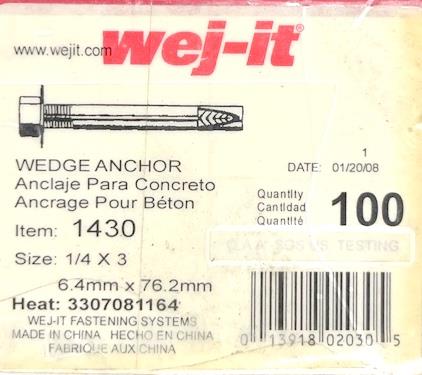 www.wejit.com
wej-it
WEDGE ANCHOR
Anclaje Para Concreto
Ancrage Pour Béton
Item: 1430
Size: 1/4 X 3
6.4mm x 76.2mm
Heat: 3307081164
WEJ-IT FASTENING SYSTEMS
MADE IN CHINA HECHO EN CHINA
FABRIQUE AUX CHINA
1
DATE: 01/20/08
Quantity
Cantidad
Quantité
100
TESTING
0 13918 02030 5